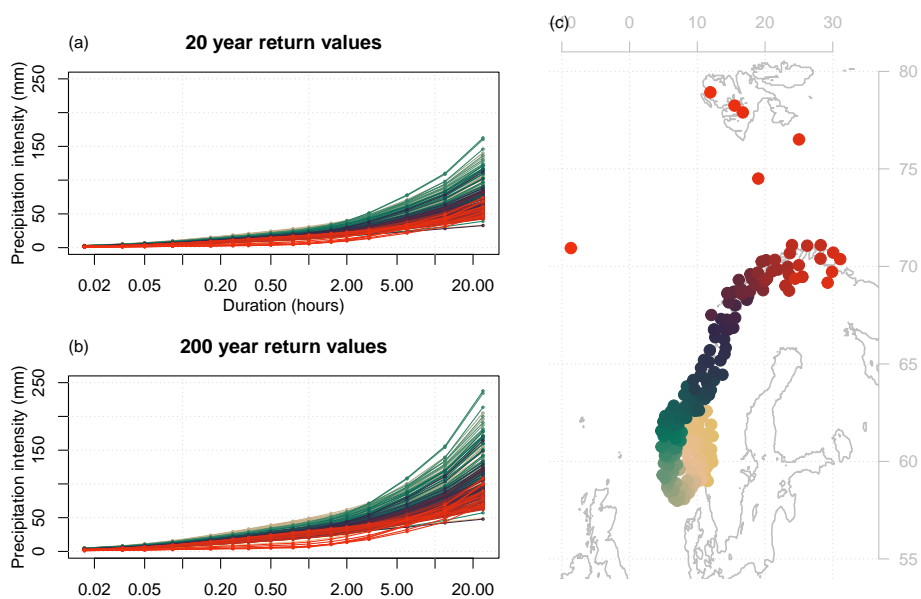 (a)
20 year return values
Precipitation intensity (mm)
0
50
150
250
0.02 0.05 0.20 0.50 2.00 5.00 20.00
Duration (hours)
(b)
200 year return values
Precipitation intensity (mm)
0
50
150
250
0.02 0.05 0.20 0.50 2.00 5.00 20.00
(c)
-10 0 10 20 30
80
75
70
65
60
55